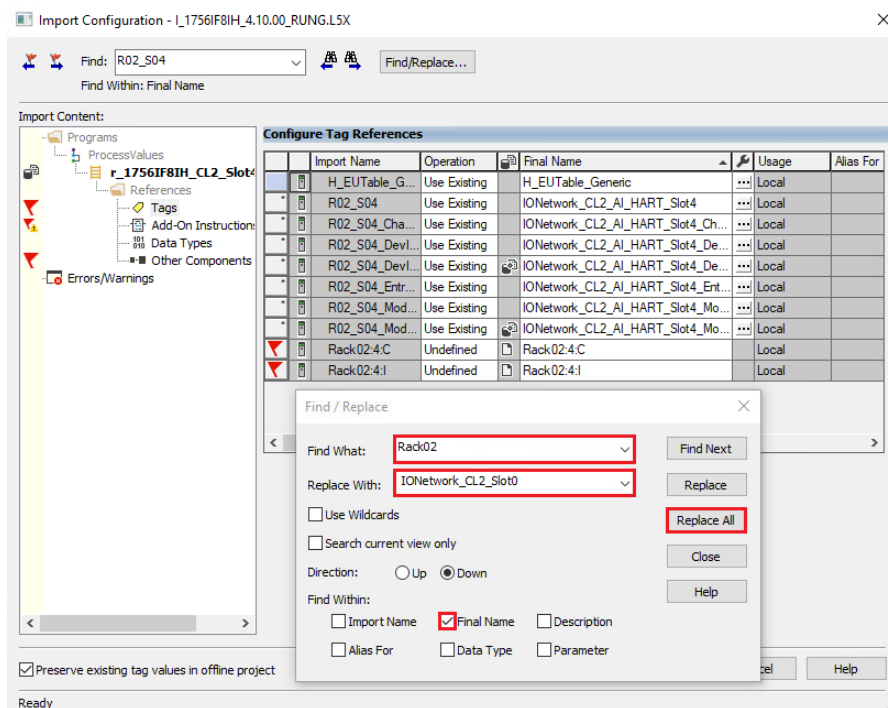 Import Configuration - I_1756IF8IH_4.10.00_RUNG.L5X
Find: R02_S04
Find/Replace...
Find Within: Final Name
Import Content:
Programs
ProcessValues
r_1756IF8IH_CL2_Slot4
References
Tags
Add-On Instruction
Data Types
Other Components
Errors/Warnings
Configure Tag References
Import Name Operation Final Name Usage Alias For
H_EUTable_G... Use Existing H_EUTable_Generic ... Local
R02_S04 Use Existing IONetwork_CL2_AI_HART_Slot4 ... Local
R02_S04_Cha... Use Existing IONetwork_CL2_AI_HART_Slot4_Ch... ... Local
R02_S04_DevI... Use Existing IONetwork_CL2_AI_HART_Slot4_De... ... Local
R02_S04_DevI... Use Existing IONetwork_CL2_AI_HART_Slot4_De... ... Local
R02_S04_Entr... Use Existing IONetwork_CL2_AI_HART_Slot4_Ent... ... Local
R02_S04_Mod... Use Existing IONetwork_CL2_AI_HART_Slot4_Mo... ... Local
R02_S04_Mod... Use Existing IONetwork_CL2_AI_HART_Slot4_Mo... ... Local
Rack02:4:C Undefined Rack02:4:C Local
Rack02:4:I Undefined Rack02:4:I Local
Find / Replace
Find What: Rack02 Find Next
Replace With: IONetwork_CL2_Slot0 Replace
Use Wildcards
Replace All
Search current view only
Close
Direction: Up Down
Help
Find Within:
Import Name Final Name Description
Alias For Data Type Parameter
Preserve existing tag values in offline project
cel Help
Ready